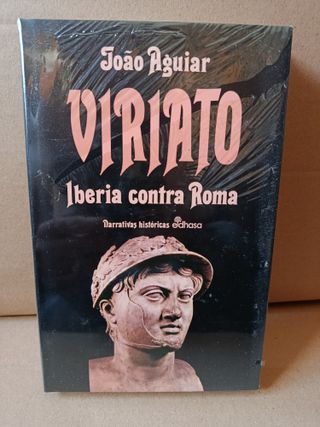 João Aguiar
VIRIATO
Iberia contra Roma
Narrativas históricas edhasa